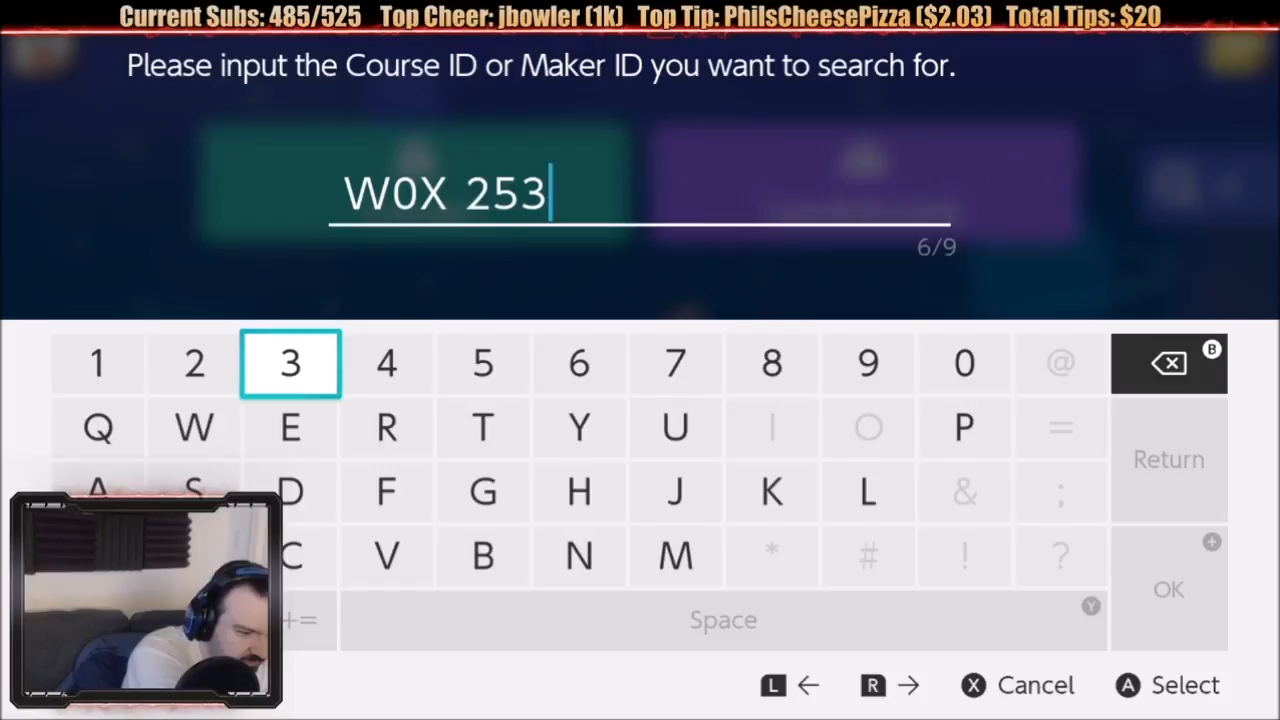 Current Subs: 485/525 Top Cheer: jbowler (1k) Top Tip: PhilsCheesePizza ($2.03) Total Tips: $20
Please input the Course ID or Maker ID you want to search for.
W0X 253
6/9
1 2 3 4 5 6 7 8 9 0 @ B
Q W E R T Y U I O P =
Return
A S D F G H J K L & ;
C V B N M * # ! ? +
OK
+= Space Y
L ← R → X Cancel A Select